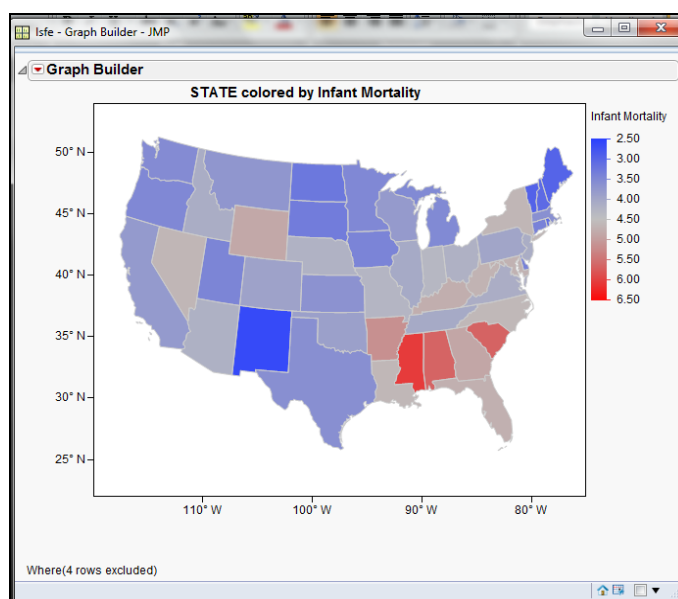 lsfe - Graph Builder - JMP
Graph Builder
STATE colored by Infant Mortality
Infant Mortality
2.50
3.00
3.50
4.00
4.50
5.00
5.50
6.00
6.50
50° N
45° N
40° N
35° N
30° N
25° N
110° W 100° W 90° W 80° W
Where(4 rows excluded)